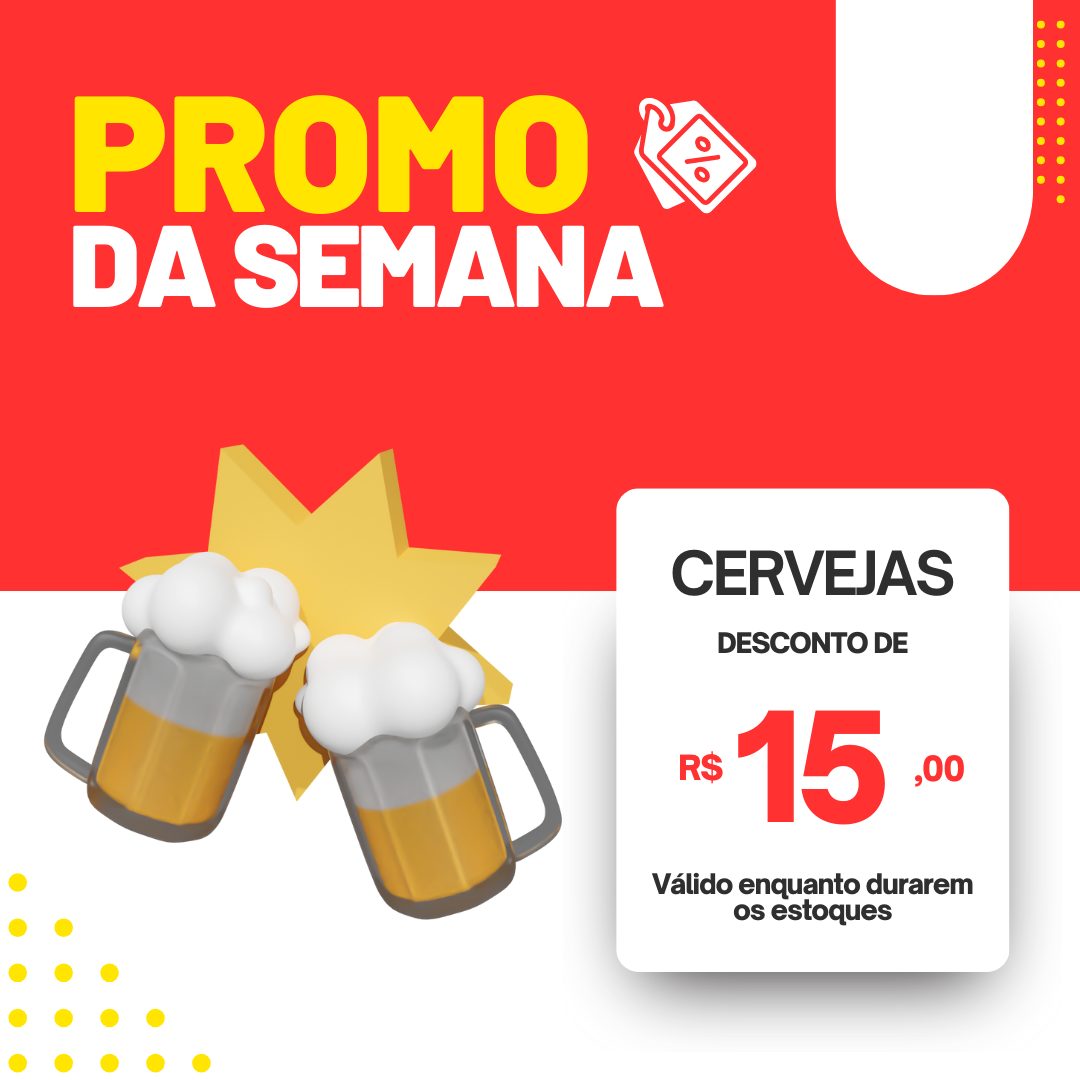 PROMO
DA SEMANA
%
CERVEJAS
DESCONTO DE
R$ 15 ,00
Válido enquanto durarem
os estoques